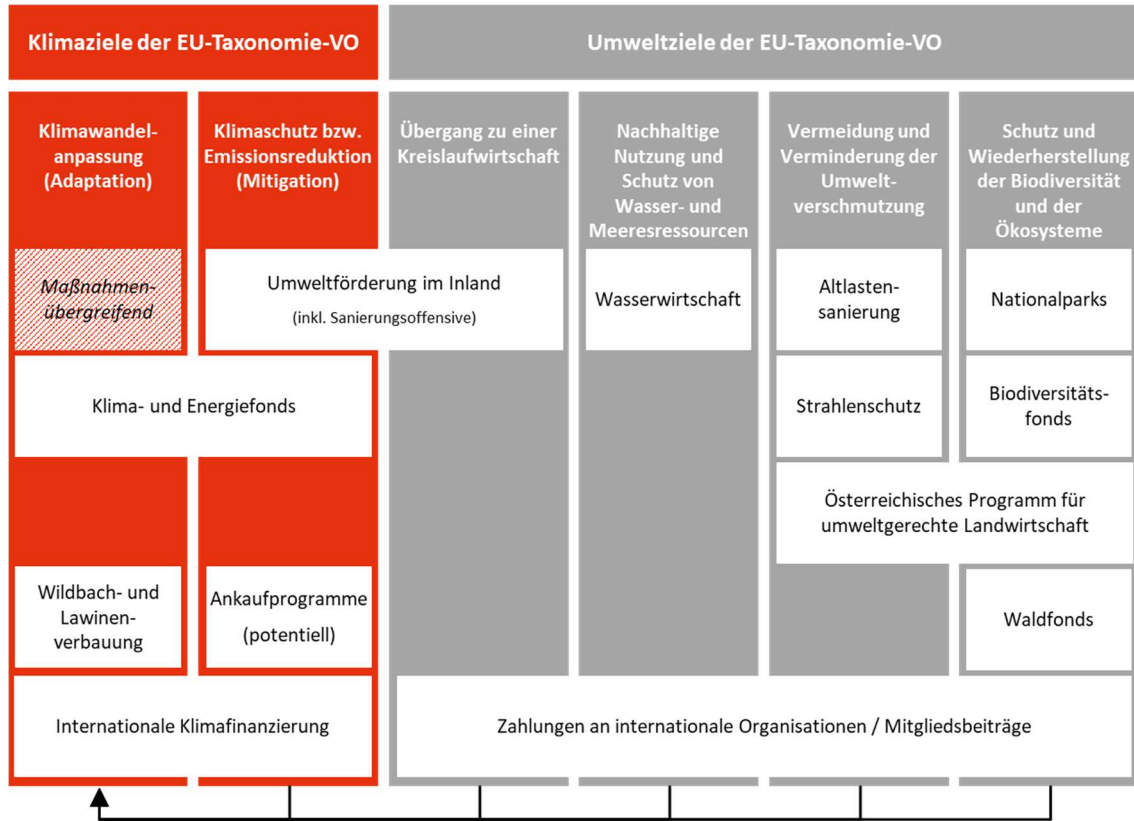 Klimaziele der EU-Taxonomie-VO
Umweltziele der EU-Taxonomie-VO
Klimawandel-
anpassung
(Adaptation)
Klimaschutz bzw.
Emissionsreduktion
(Mitigation)
Übergang zu einer
Kreislaufwirtschaft
Nachhaltige
Nutzung und
Schutz von
Wasser- und
Meeresressourcen
Vermeidung und
Verminderung der
Umwelt-
verschmutzung
Schutz und
Wiederherstellung
der Biodiversität
und der
Ökosysteme
Maßnahmen-
übergreifend
Umweltförderung im Inland
(inkl. Sanierungsoffensive)
Wasserwirtschaft
Altlasten-
sanierung
Nationalparks
Klima- und Energiefonds
Strahlenschutz
Biodiversitäts-
fonds
Österreichisches Programm für
umweltgerechte Landwirtschaft
Wildbach- und
Lawinen-
verbauung
Ankaufprogramme
(potentiell)
Waldfonds
Internationale Klimafinanzierung
Zahlungen an internationale Organisationen / Mitgliedsbeiträge